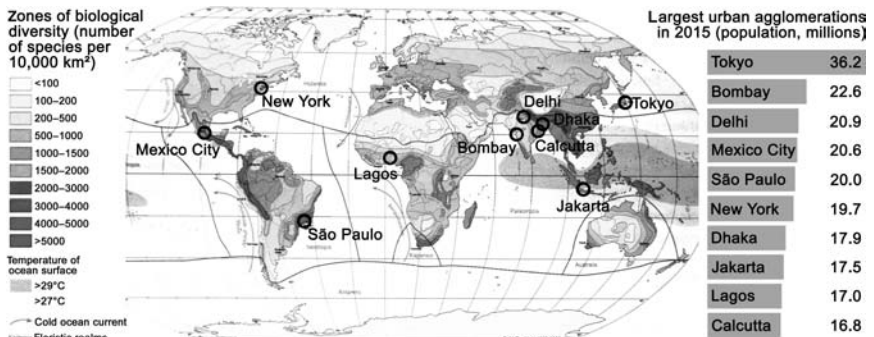 Zones of biological
diversity (number
of species per
10,000 km²)
<100
100–200
200–500
500–1000
1000–1500
1500–2000
2000–3000
3000–4000
4000–5000
>5000
Temperature of
ocean surface
>29°C
>27°C
Cold ocean current
Floristic realms
New York
Mexico City
São Paulo
Lagos
Delhi
Dhaka
Bombay
Calcutta
Tokyo
Jakarta
Largest urban agglomerations
in 2015 (population, millions)
Tokyo 36.2
Bombay 22.6
Delhi 20.9
Mexico City 20.6
São Paulo 20.0
New York 19.7
Dhaka 17.9
Jakarta 17.5
Lagos 17.0
Calcutta 16.8